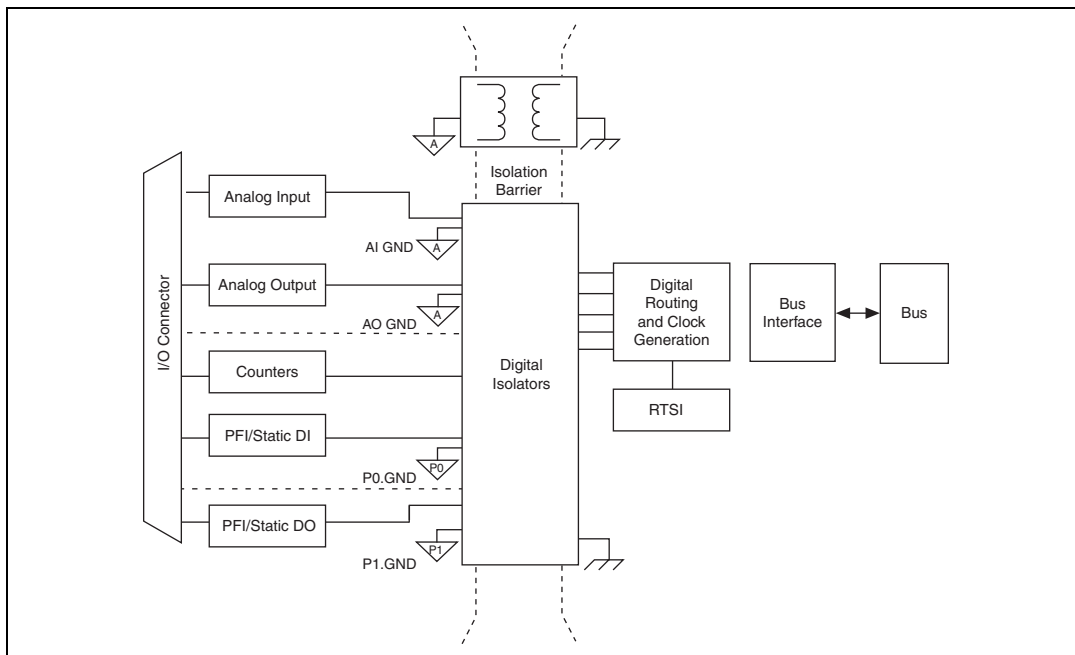 A
Isolation
Barrier
I/O Connector
Analog Input
AI GND
A
Analog Output
AO GND
A
Counters
PFI/Static DI
P0.GND
P0
PFI/Static DO
P1.GND
P1
Digital
Isolators
Digital
Routing
and Clock
Generation
RTSI
Bus
Interface
Bus